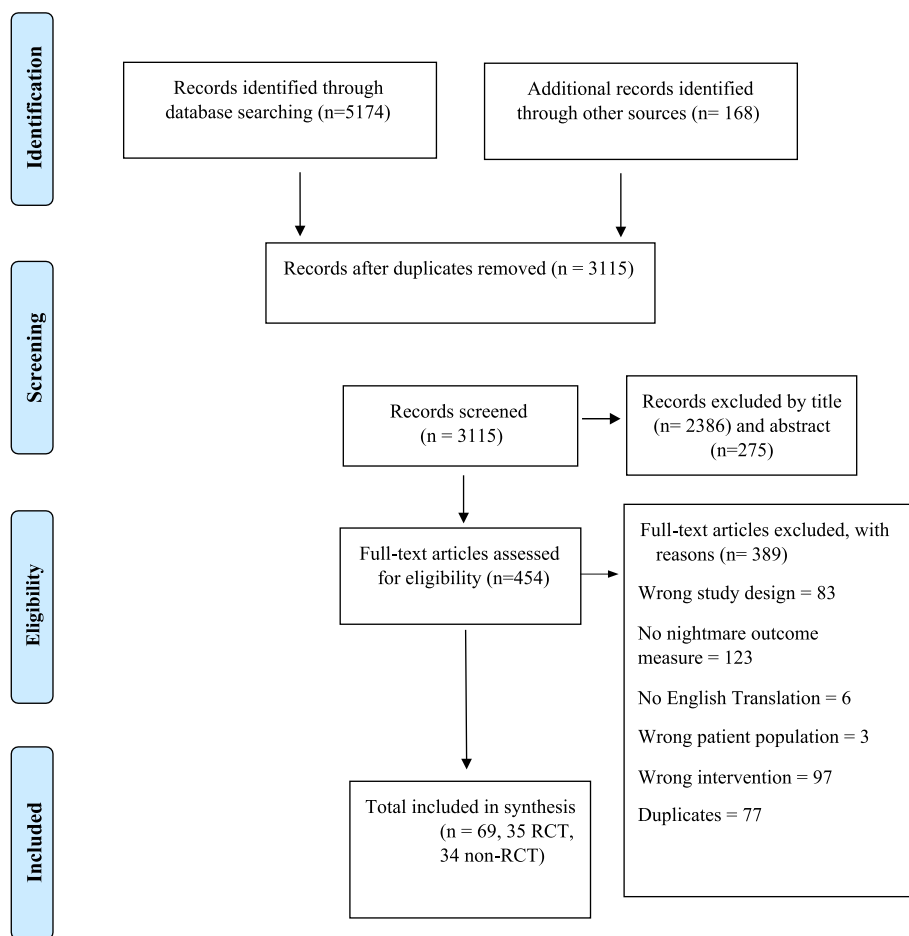 Identification
Records identified through
database searching (n=5174)
Additional records identified
through other sources (n= 168)
Records after duplicates removed (n = 3115)
Screening
Records screened
(n = 3115)
Records excluded by title
(n= 2386) and abstract
(n=275)
Eligibility
Full-text articles assessed
for eligibility (n=454)
Full-text articles excluded, with
reasons (n= 389)
Wrong study design = 83
No nightmare outcome
measure = 123
No English Translation = 6
Wrong patient population = 3
Wrong intervention = 97
Duplicates = 77
Included
Total included in synthesis
(n = 69, 35 RCT,
34 non-RCT)